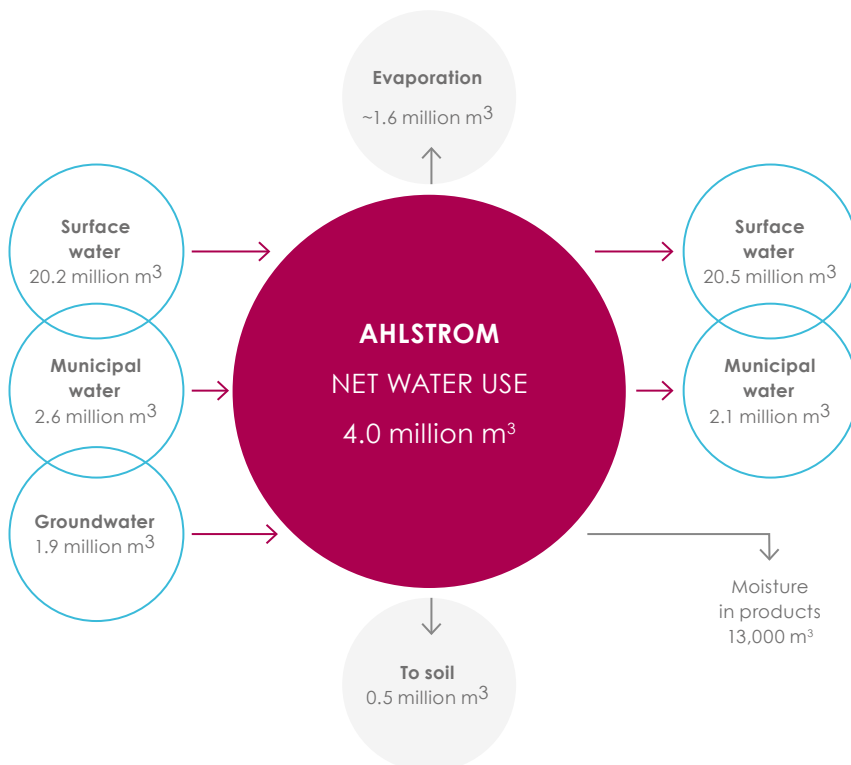 Evaporation
~1.6 million m³
Surface
water
20.2 million m³
Municipal
water
2.6 million m³
Groundwater
1.9 million m³
AHLSTROM
NET WATER USE
4.0 million m³
Surface
water
20.5 million m³
Municipal
water
2.1 million m³
Moisture
in products
13,000 m³
To soil
0.5 million m³